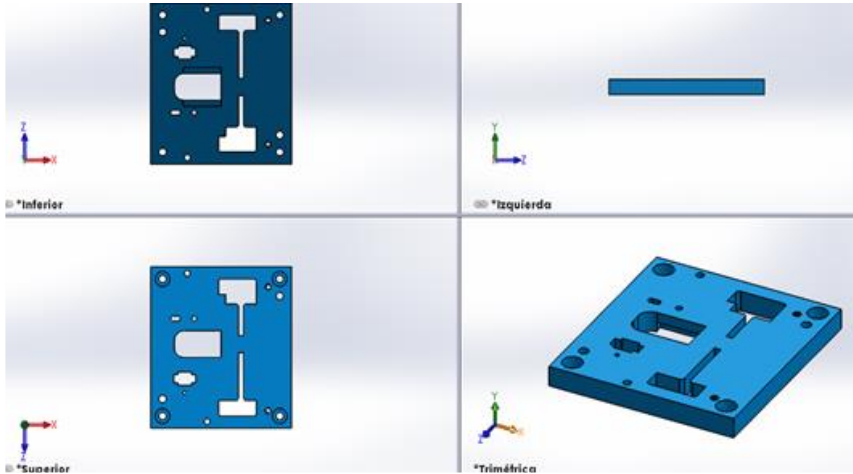 Z
X
*Inferior
Y
Z
*Izquierda
X
Z
*Superior
Y
X
Z
*Trimétrica